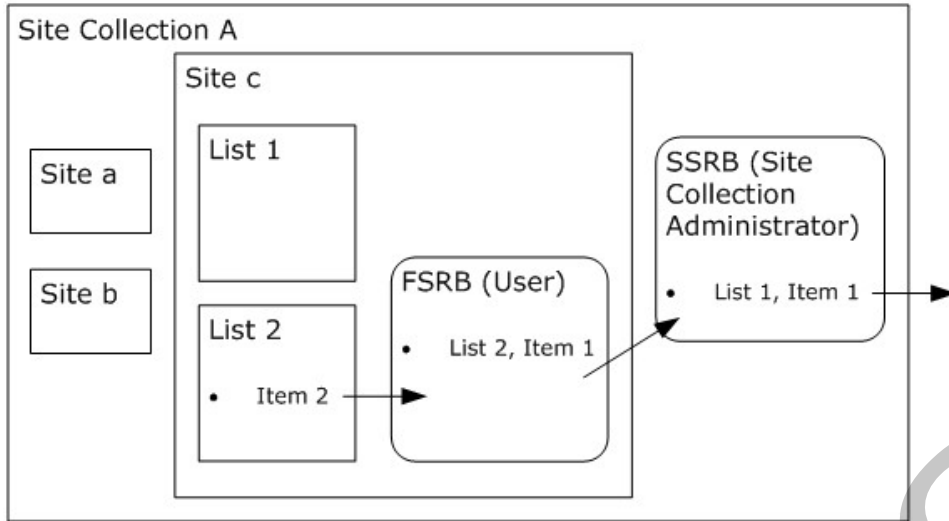 Site Collection A
Site c
List 1
Site a
SSRB (Site
Collection
Administrator)
• List 1, Item 1
Site b
FSRB (User)
• List 2, Item 1
List 2
• Item 2